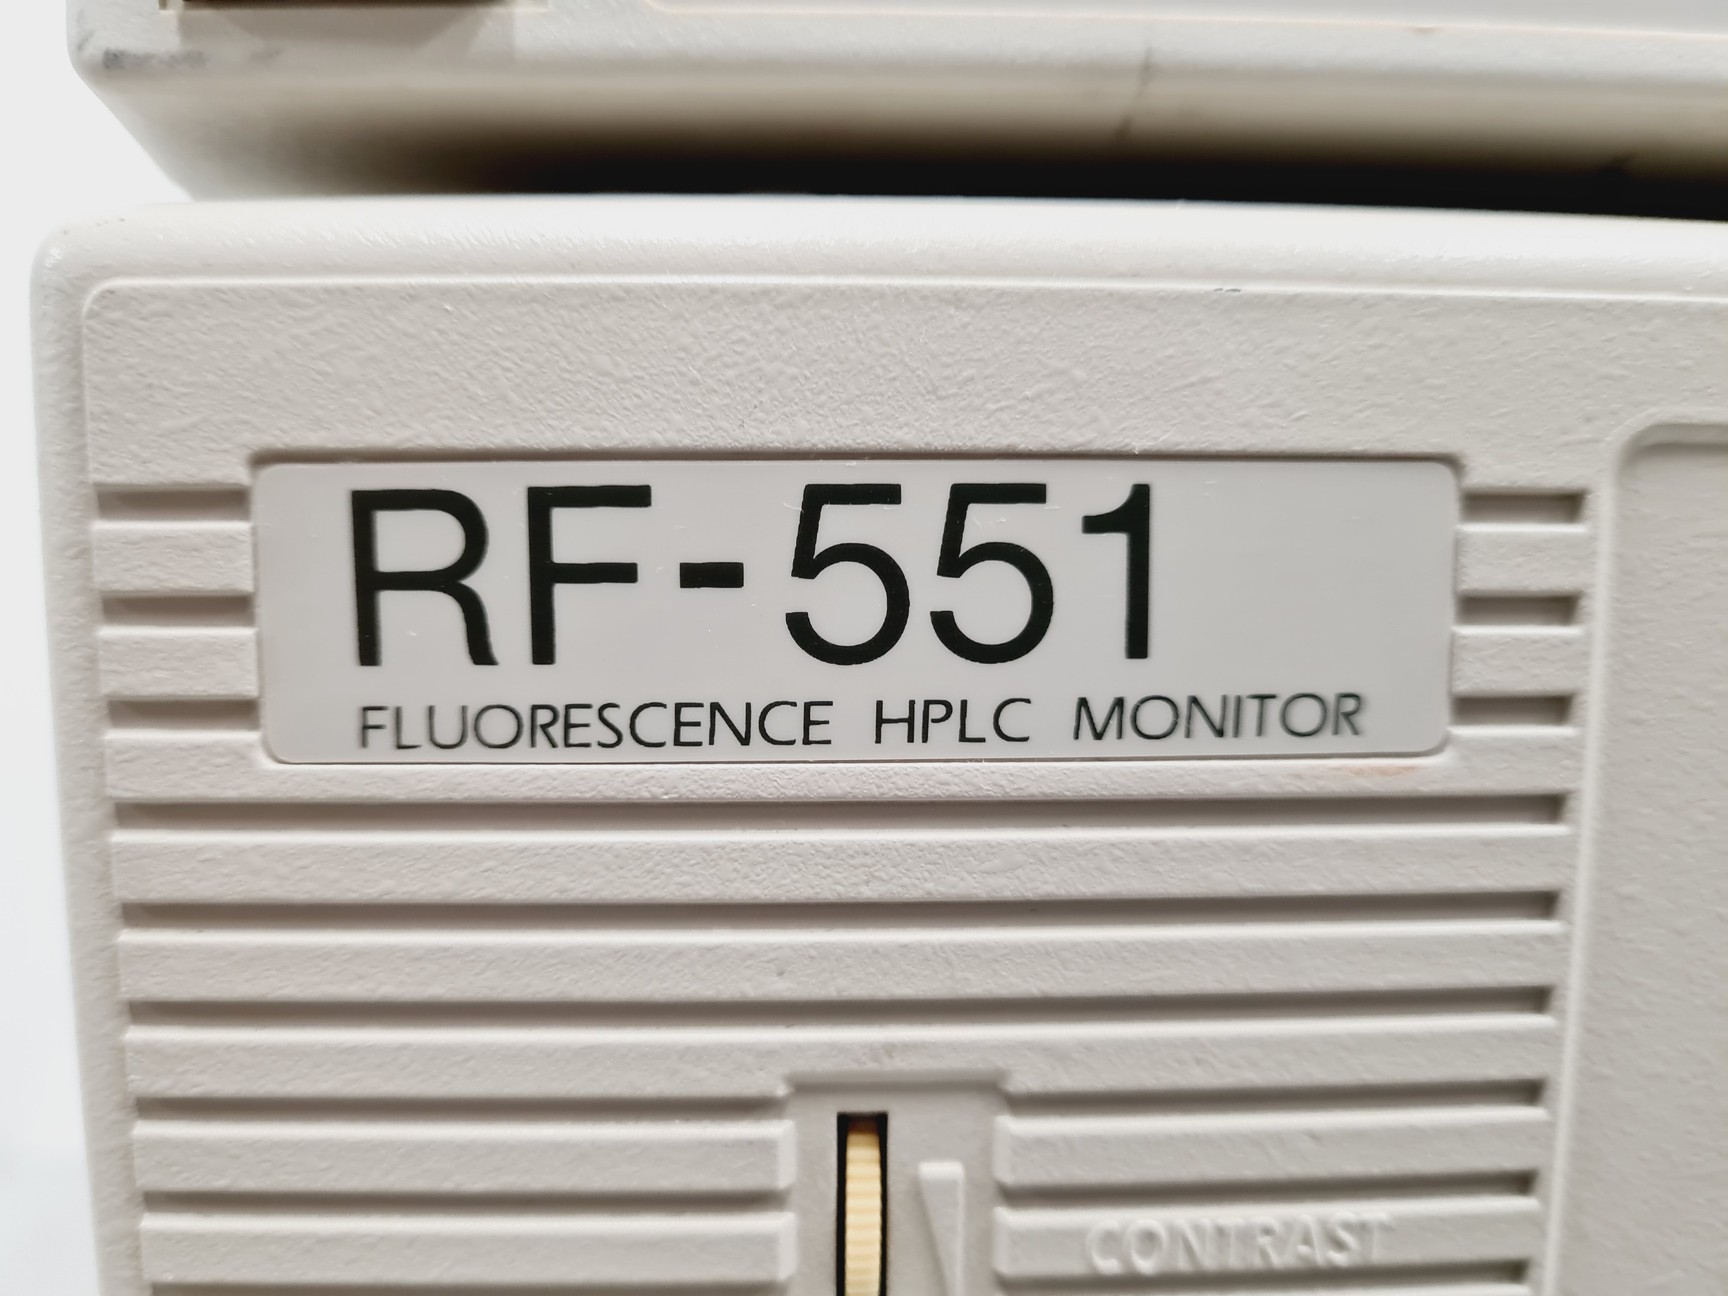 RF-551
FLUORESCENCE HPLC MONITOR
CONTRAST